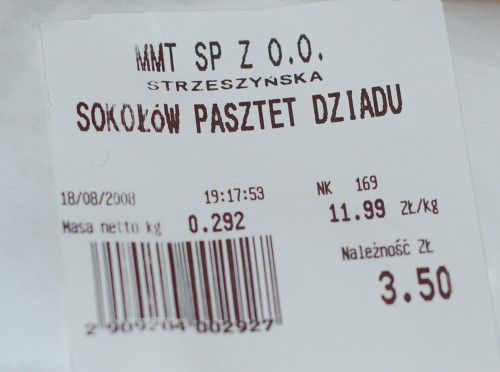 MMT SP Z O.O.
STRZESZYŃSKA
SOKOŁÓW PASZTET DZIADU
18/08/2008 19:17:53 NK 169
Masa netto kg 0.292 11.99 Zł/kg
Należność Zł
3.50
2 909204 002927